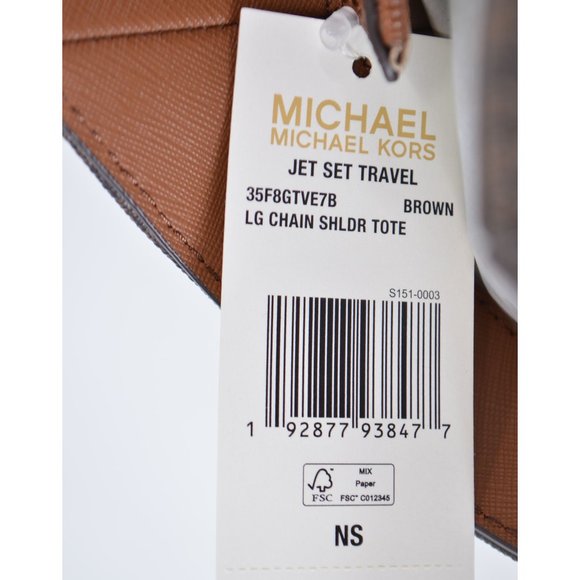 MICHAEL
MICHAEL KORS
JET SET TRAVEL
35F8GTVE7B BROWN
LG CHAIN SHLDR TOTE
S151-0003
1 92877 93847 7
FSC
MIX
Paper
FSC™ C012345
NS